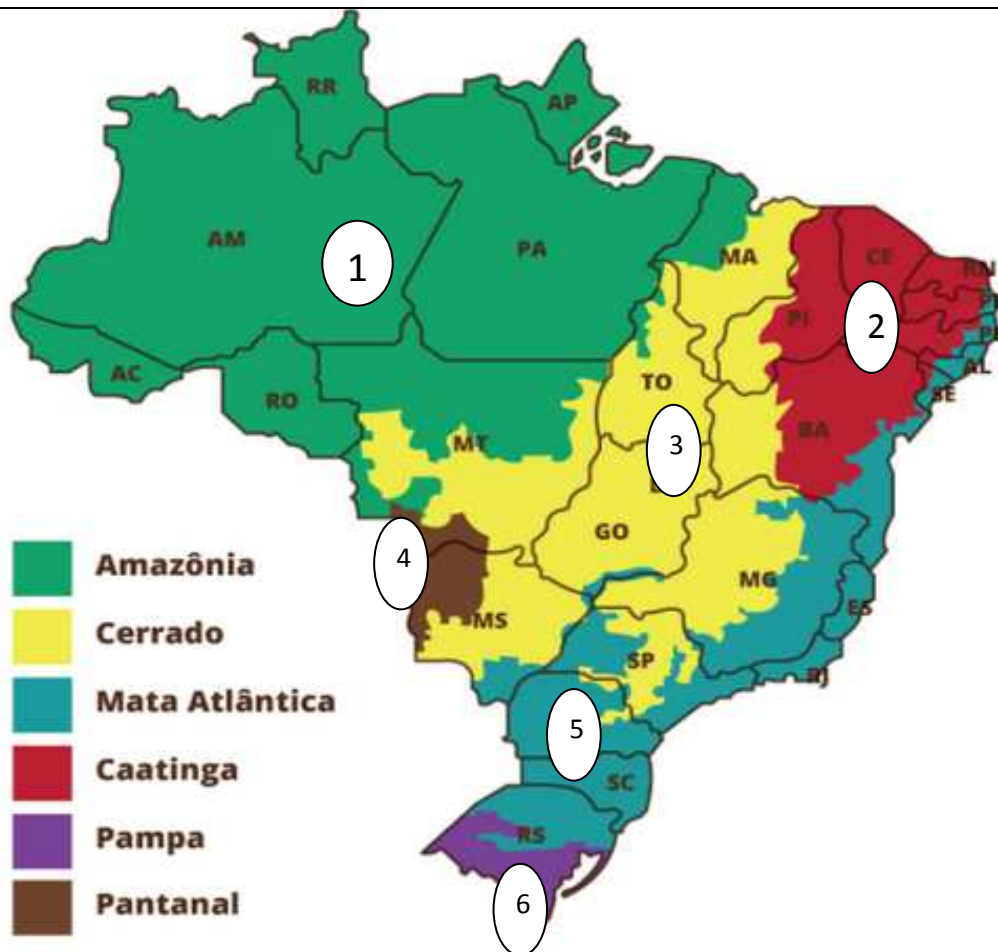 RR
AP
AM
1
PA
MA
CE
RN
PI
2
AL
SE
AC
RO
TO
BA
MT
3
GO
4
MG
ES
MS
SP
RJ
5
SC
RS
6
Amazônia
Cerrado
Mata Atlântica
Caatinga
Pampa
Pantanal